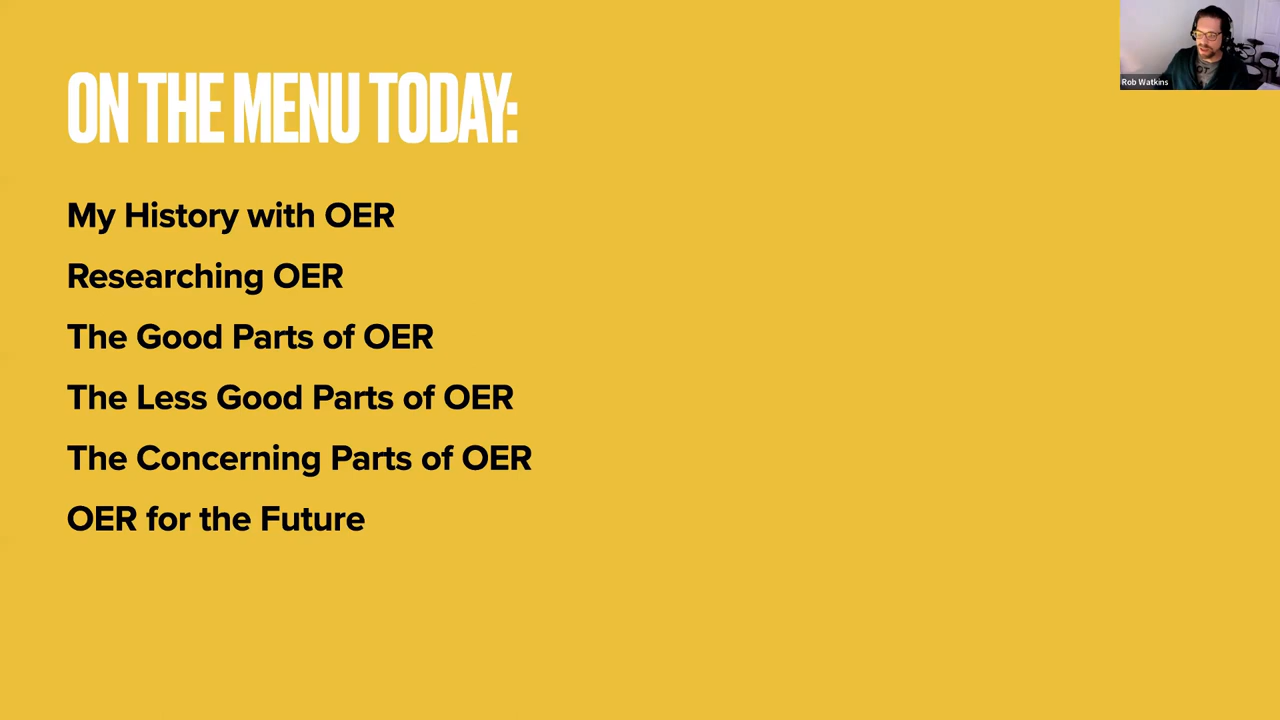 ON THE MENU TODAY:
My History with OER
Researching OER
The Good Parts of OER
The Less Good Parts of OER
The Concerning Parts of OER
OER for the Future
Rob Watkins